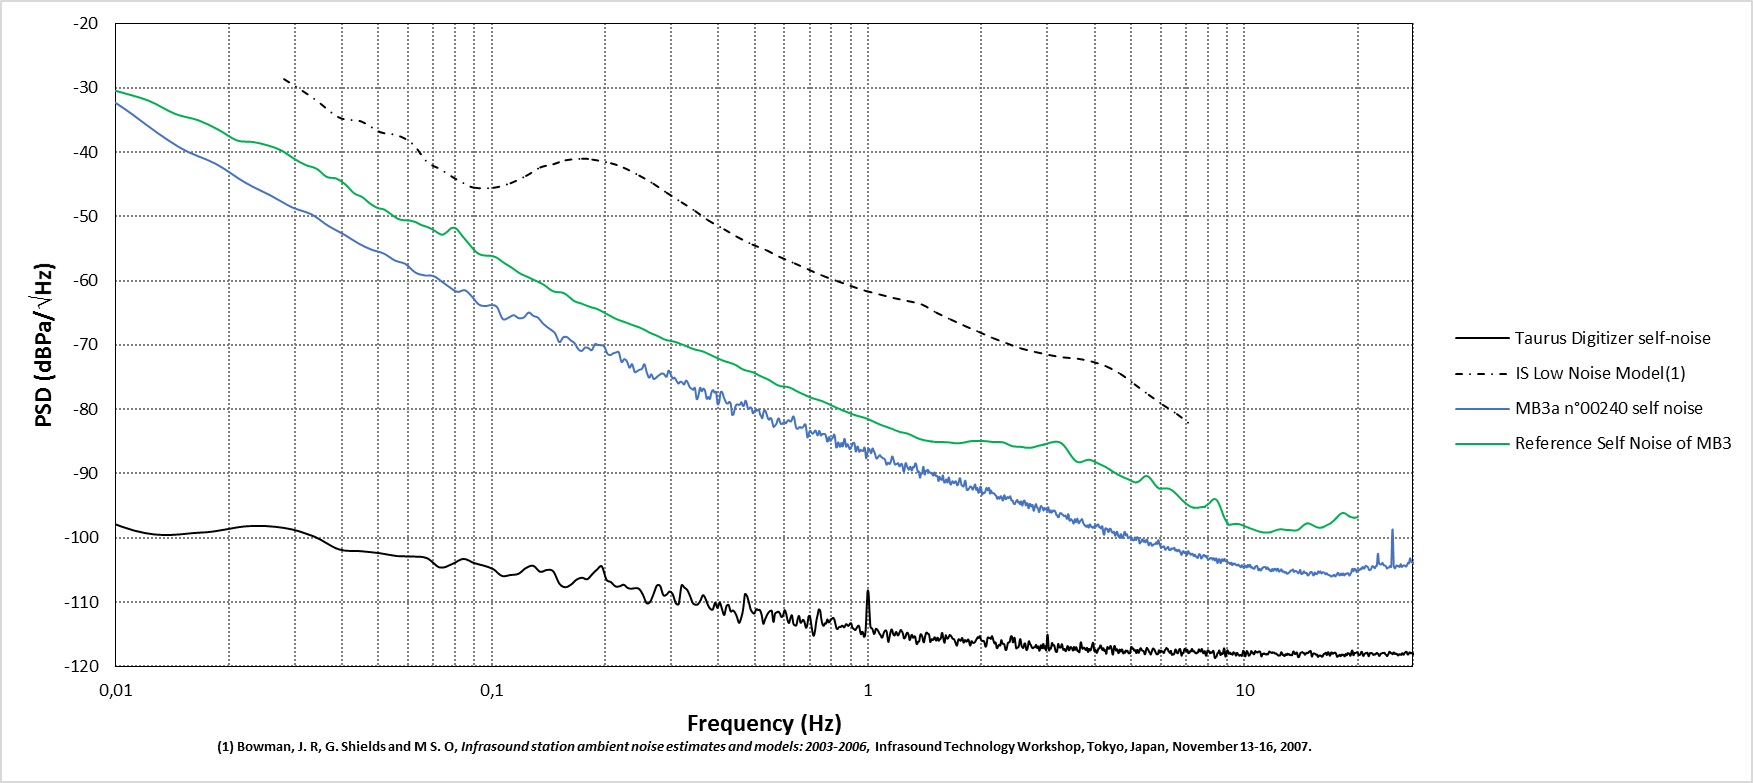 -20
-30
-40
-50
-60
-70
-80
-90
-100
-110
-120
PSD (dBPa/√Hz)
0,01 0,1 1 10
Frequency (Hz)
Taurus Digitizer self-noise
IS Low Noise Model(1)
MB3a n°00240 self noise
Reference Self Noise of MB3
(1) Bowman, J. R, G. Shields and M S. O, Infrasound station ambient noise estimates and models: 2003-2006, Infrasound Technology Workshop, Tokyo, Japan, November 13-16, 2007.